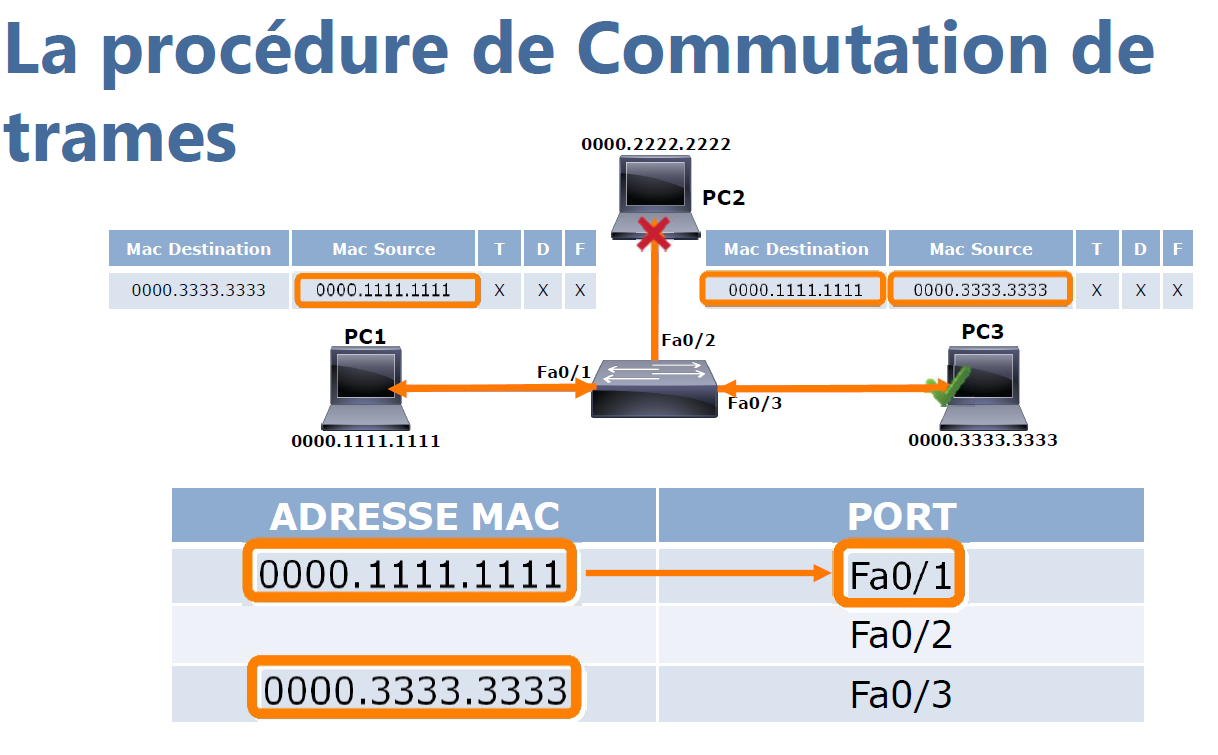 La procédure de Commutation de
trames
0000.2222.2222
PC2
Mac Destination Mac Source T D F
0000.3333.3333 0000.1111.1111 X X X
Mac Destination Mac Source T D F
0000.1111.1111 0000.3333.3333 X X X
PC1
Fa0/2
PC3
Fa0/1
Fa0/3
0000.1111.1111
0000.3333.3333
ADRESSE MAC PORT
0000.1111.1111 Fa0/1
Fa0/2
0000.3333.3333 Fa0/3